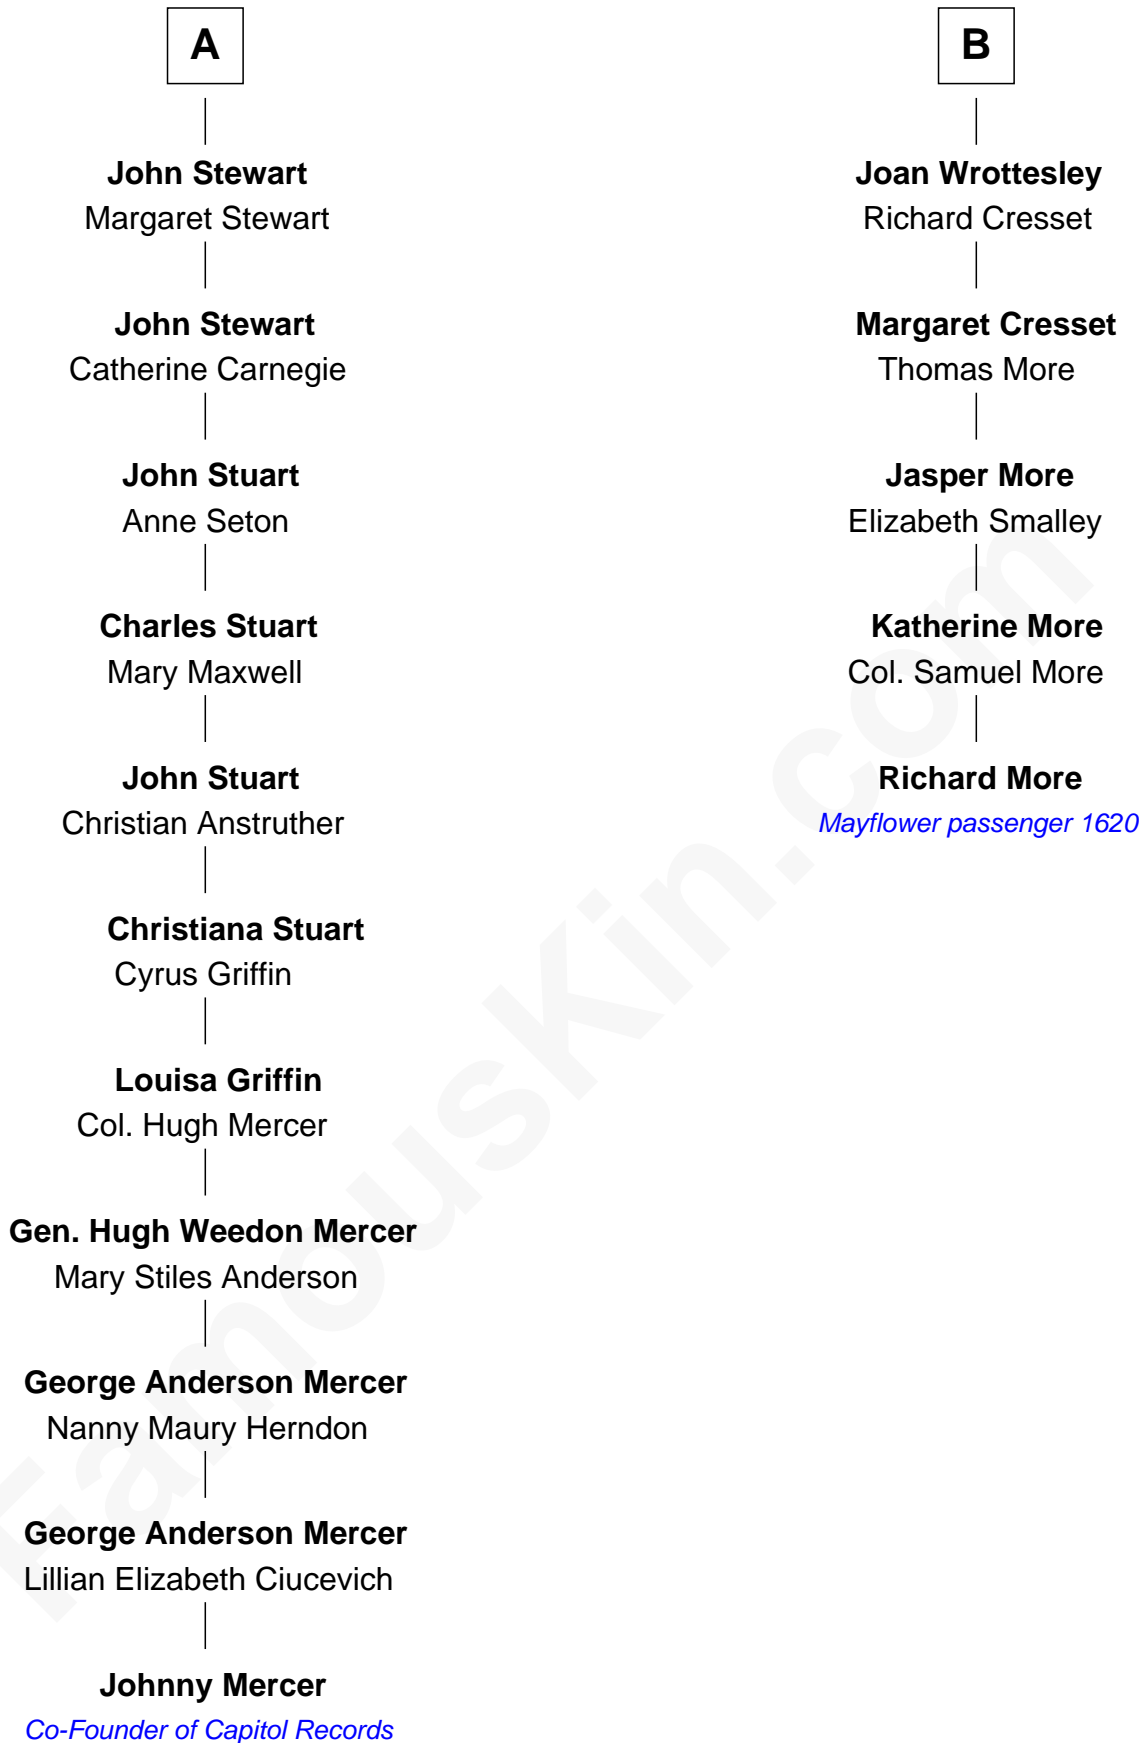 A
John Stewart
Margaret Stewart
John Stewart
Catherine Carnegie
John Stuart
Anne Seton
Charles Stuart
Mary Maxwell
John Stuart
Christian Anstruther
Christiana Stuart
Cyrus Griffin
Louisa Griffin
Col. Hugh Mercer
Gen. Hugh Weedon Mercer
Mary Stiles Anderson
George Anderson Mercer
Nanny Maury Herndon
George Anderson Mercer
Lillian Elizabeth Ciucevich
Johnny Mercer
Co-Founder of Capitol Records
B
Joan Wrottesley
Richard Cresset
Margaret Cresset
Thomas More
Jasper More
Elizabeth Smalley
Katherine More
Col. Samuel More
Richard More
Mayflower passenger 1620
FamousKin.com